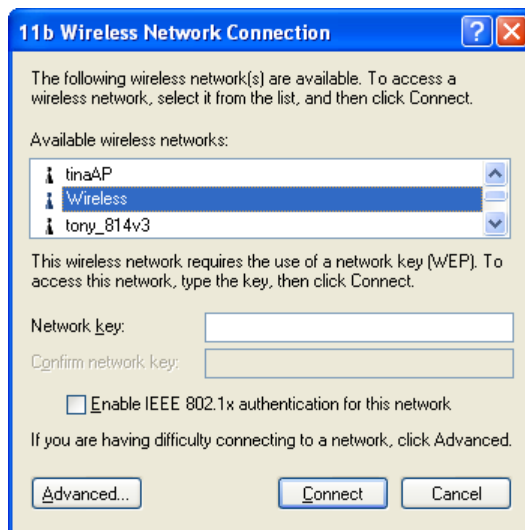 11b Wireless Network Connection
The following wireless network(s) are available. To access a
wireless network, select it from the list, and then click Connect.
Available wireless networks:
tinaAP
Wireless
tony_814v3
This wireless network requires the use of a network key (WEP). To
access this network, type the key, then click Connect.
Network key:
Confirm network key:
Enable IEEE 802.1x authentication for this network
If you are having difficulty connecting to a network, click Advanced.
Advanced... Connect Cancel